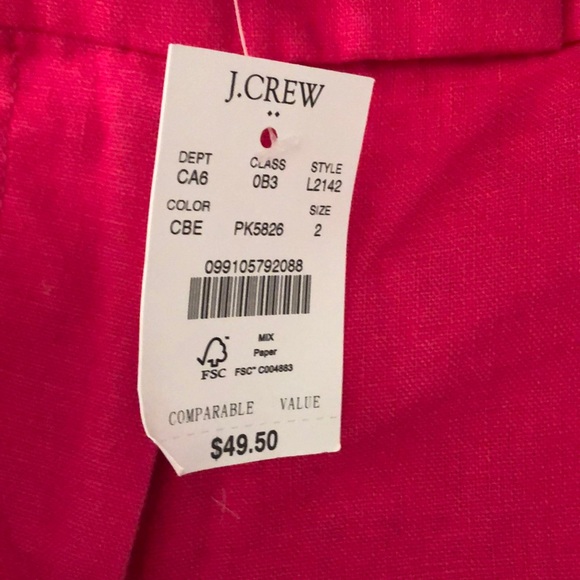 J.CREW
••
DEPT CLASS STYLE
CA6 0B3 L2142
COLOR SIZE
CBE PK5826 2
099105792088
MIX
Paper
FSC FSC® C004863
COMPARABLE VALUE
$49.50